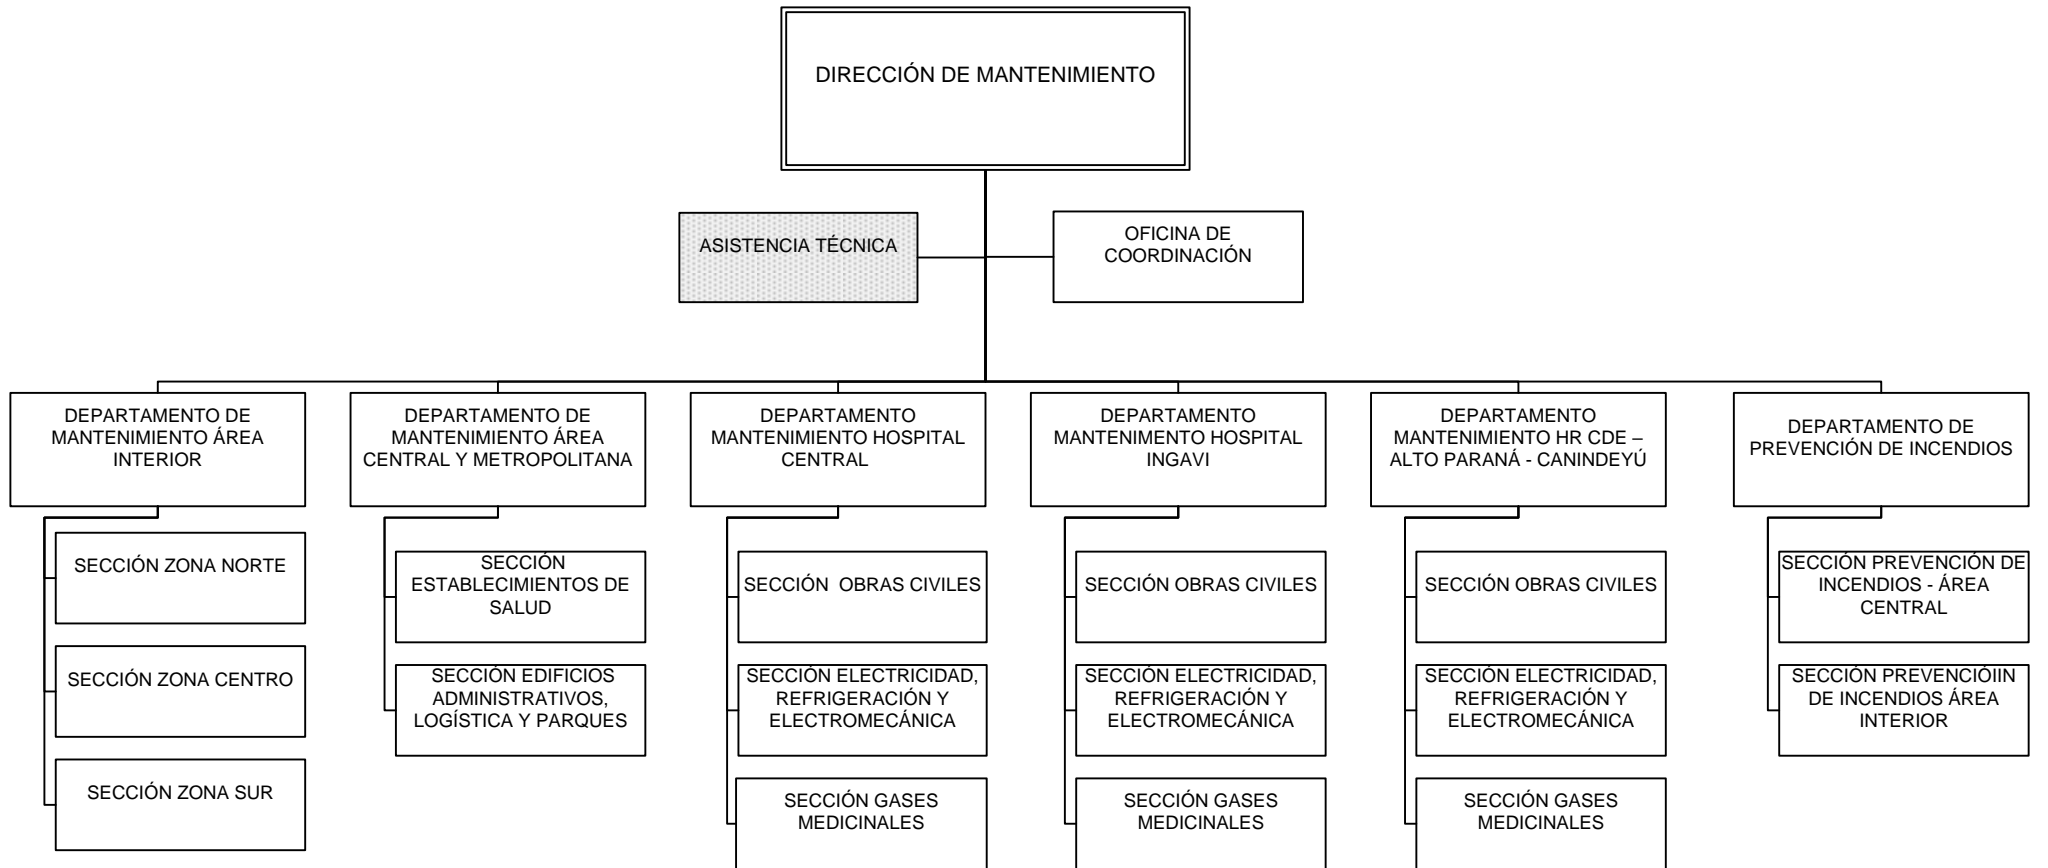 DIRECCIÓN DE MANTENIMIENTO
ASISTENCIA TÉCNICA
OFICINA DE
COORDINACIÓN
DEPARTAMENTO DE
MANTENIMIENTO ÁREA
INTERIOR
DEPARTAMENTO DE
MANTENIMIENTO ÁREA
CENTRAL Y METROPOLITANA
DEPARTAMENTO
MANTENIMIENTO HOSPITAL
CENTRAL
DEPARTAMENTO
MANTENIMENTO HOSPITAL
INGAVI
DEPARTAMENTO
MANTENIMIENTO HR CDE –
ALTO PARANÁ - CANINDEYÚ
DEPARTAMENTO DE
PREVENCIÓN DE INCENDIOS
SECCIÓN ZONA NORTE
SECCIÓN ZONA CENTRO
SECCIÓN ZONA SUR
SECCIÓN
ESTABLECIMIENTOS DE
SALUD
SECCIÓN EDIFICIOS
ADMINISTRATIVOS,
LOGÍSTICA Y PARQUES
SECCIÓN  OBRAS CIVILES
SECCIÓN ELECTRICIDAD,
REFRIGERACIÓN Y
ELECTROMECÁNICA
SECCIÓN GASES
MEDICINALES
SECCIÓN OBRAS CIVILES
SECCIÓN ELECTRICIDAD,
REFRIGERACIÓN Y
ELECTROMECÁNICA
SECCIÓN GASES
MEDICINALES
SECCIÓN OBRAS CIVILES
SECCIÓN ELECTRICIDAD,
REFRIGERACIÓN Y
ELECTROMECÁNICA
SECCIÓN GASES
MEDICINALES
SECCIÓN PREVENCIÓN DE
INCENDIOS - ÁREA
CENTRAL
SECCIÓN PREVENCIÓIIN
DE INCENDIOS ÁREA
INTERIOR